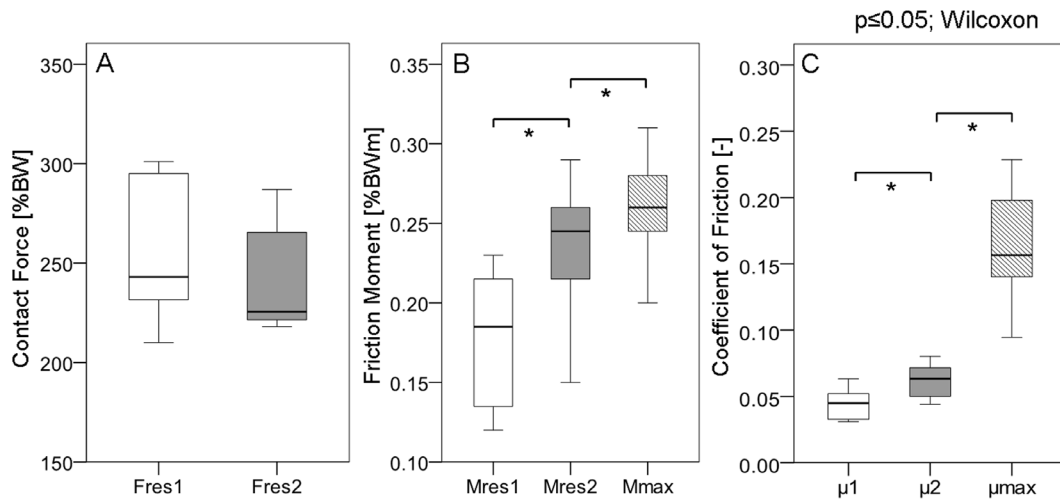 p≤0.05; Wilcoxon
A
Contact Force [%BW]
350
300
250
200
150
Fres1 Fres2
B
Friction Moment [%BWm]
0.35
0.30
0.25
0.20
0.15
0.10
*
*
Mres1 Mres2 Mmax
C
Coefficient of Friction [-]
0.30
0.25
0.20
0.15
0.10
0.05
0.00
*
*
µ1 µ2 µmax